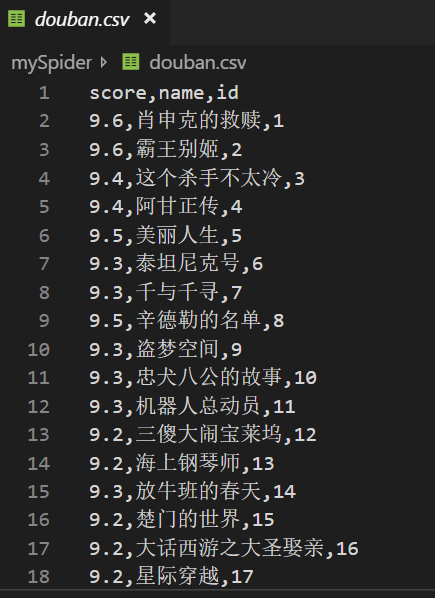 douban.csv ×
mySpider douban.csv
1 score,name,id
2 9.6,肖申克的救赎,1
3 9.6,霸王别姬,2
4 9.4,这个杀手不太冷,3
5 9.4,阿甘正传,4
6 9.5,美丽人生,5
7 9.3,泰坦尼克号,6
8 9.3,千与千寻,7
9 9.5,辛德勒的名单,8
10 9.3,盗梦空间,9
11 9.3,忠犬八公的故事,10
12 9.3,机器人总动员,11
13 9.2,三傻大闹宝莱坞,12
14 9.2,海上钢琴师,13
15 9.3,放牛班的春天,14
16 9.2,楚门的世界,15
17 9.2,大话西游之大圣娶亲,16
18 9.2,星际穿越,17